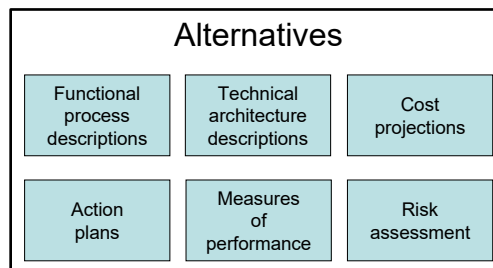 Alternatives
Functional
process
descriptions
Technical
architecture
descriptions
Cost
projections
Action
plans
Measures
of
performance
Risk
assessment